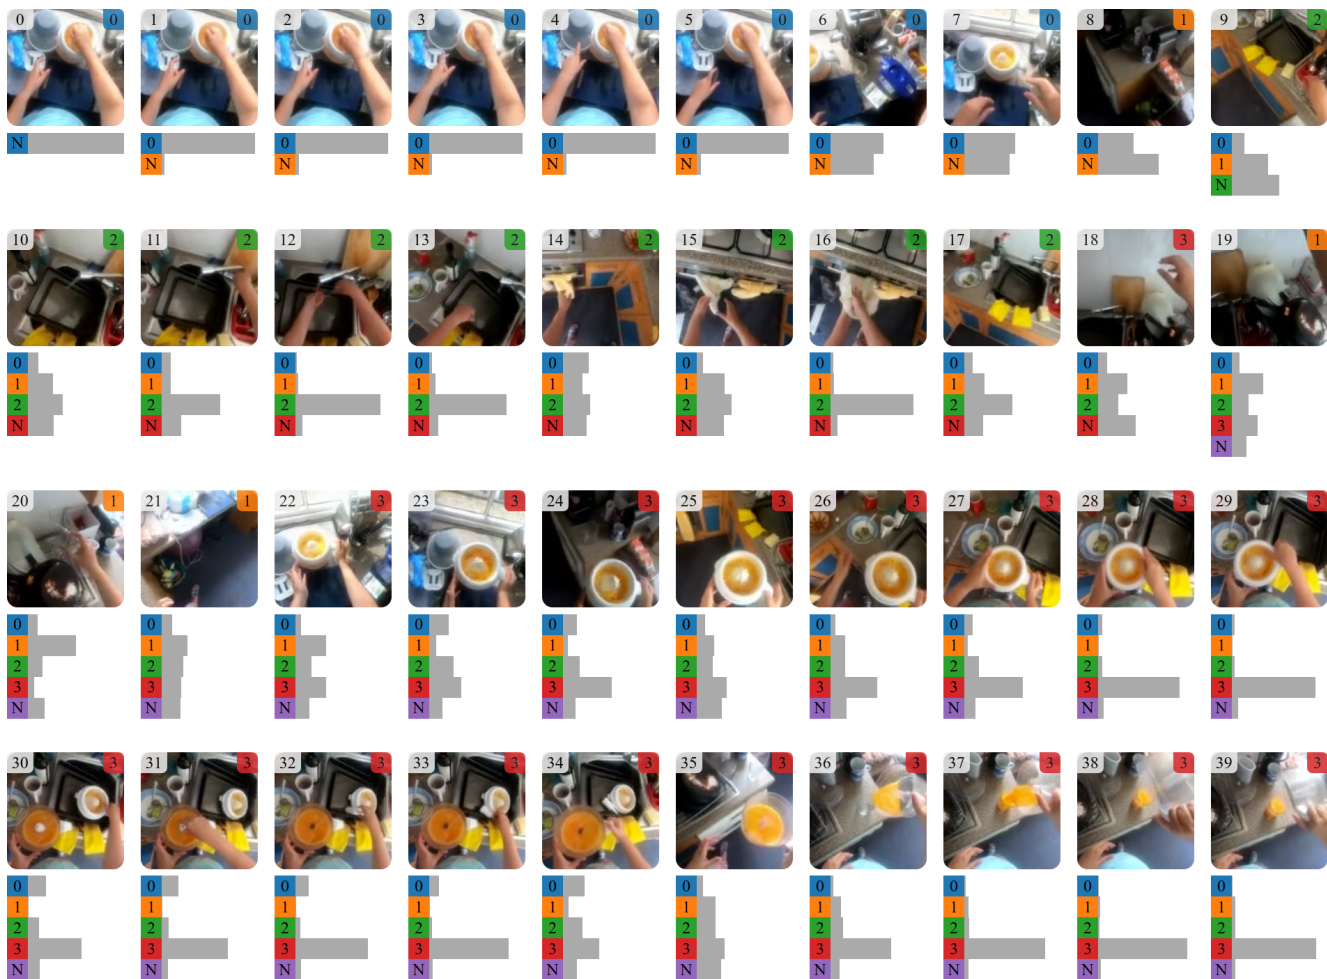 0 0 1 0 2 0 3 0 4 0 5 0 6 0 7 0 8 1 9 2
N 0 0 0 0 0 0 0 0 0
N N N N N N N N 1
N
10 2 11 2 12 2 13 2 14 2 15 2 16 2 17 2 18 3 19 1
0 0 0 0 0 0 0 0 0 0
1 1 1 1 1 1 1 1 1 1
2 2 2 2 2 2 2 2 2 2
N N N N N N N N N 3
N
20 1 21 1 22 3 23 3 24 3 25 3 26 3 27 3 28 3 29 3
0 0 0 0 0 0 0 0 0 0
1 1 1 1 1 1 1 1 1 1
2 2 2 2 2 2 2 2 2 2
3 3 3 3 3 3 3 3 3 3
N N N N N N N N N N
30 3 31 3 32 3 33 3 34 3 35 3 36 3 37 3 38 3 39 3
0 0 0 0 0 0 0 0 0 0
1 1 1 1 1 1 1 1 1 1
2 2 2 2 2 2 2 2 2 2
3 3 3 3 3 3 3 3 3 3
N N N N N N N N N N